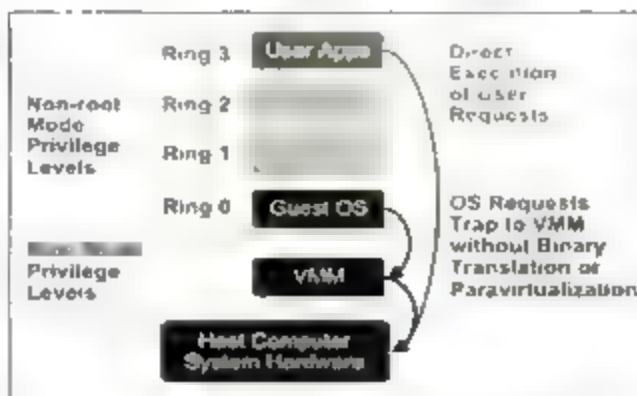 Ring 3
User Apps
Direct
Execution
of User
Requests
Non-root
Mode
Privilege
Levels
Ring 2
Ring 1
Ring 0
Guest OS
OS Requests
Trap to VMM
without Binary
Translation or
Paravirtualization
Privilege
Levels
VMM
Host Computer
System Hardware